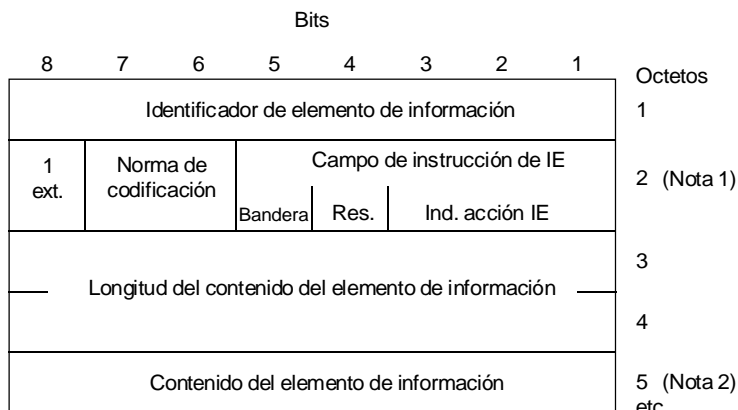 Bits
8 7 6 5 4 3 2 1
Octetos
Identificador de elemento de información
1
1
ext.
Norma de
codificación
Campo de instrucción de IE
Bandera
Res.
Ind. acción IE
2 (Nota 1)
Longitud del contenido del elemento de información
3
4
Contenido del elemento de información
5 (Nota 2)
etc